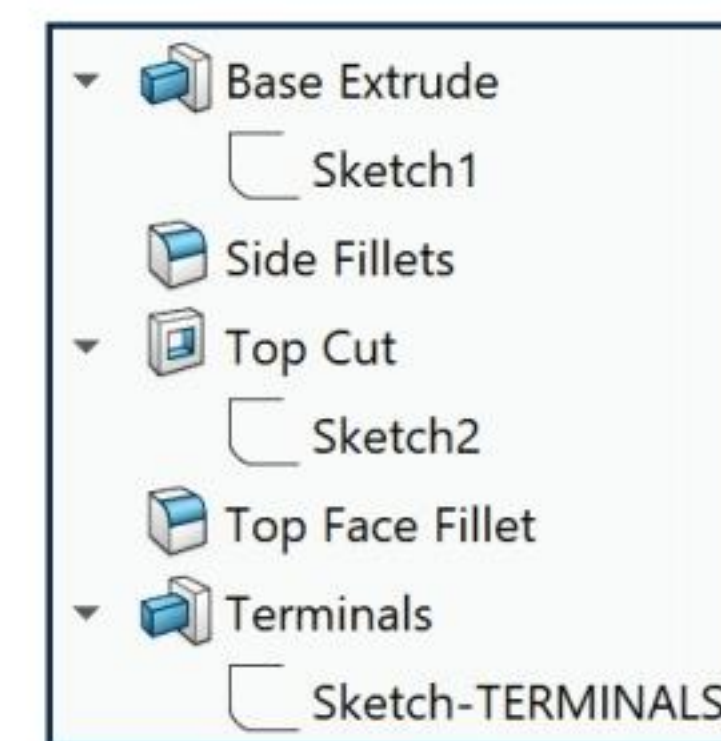 Base Extrude
Sketch1
Side Fillets
Top Cut
Sketch2
Top Face Fillet
Terminals
Sketch-TERMINALS